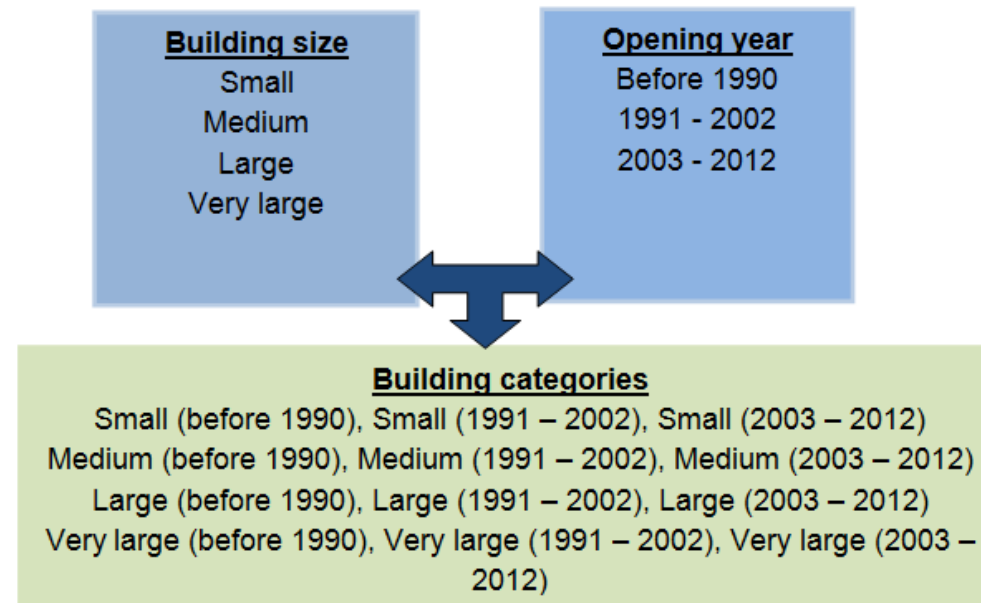 Building size
Small
Medium
Large
Very large
Opening year
Before 1990
1991 - 2002
2003 - 2012
Building categories
Small (before 1990), Small (1991 – 2002), Small (2003 – 2012)
Medium (before 1990), Medium (1991 – 2002), Medium (2003 – 2012)
Large (before 1990), Large (1991 – 2002), Large (2003 – 2012)
Very large (before 1990), Very large (1991 – 2002), Very large (2003 –
2012)